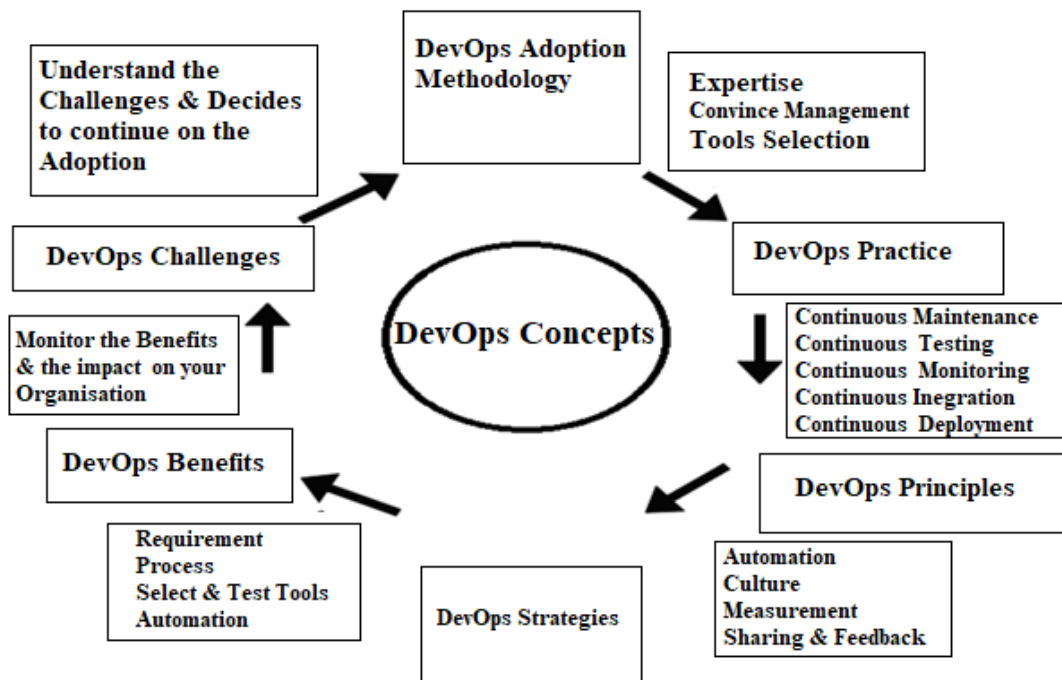 DevOps Adoption
Methodology
Understand the
Challenges & Decides
to continue on the
Adoption
Expertise
Convince Management
Tools Selection
DevOps Challenges
DevOps Practice
DevOps Concepts
Monitor the Benefits
& the impact on your
Organisation
Continuous Maintenance
Continuous Testing
Continuous Monitoring
Continuous Inegration
Continuous Deployment
DevOps Benefits
DevOps Principles
Requirement
Process
Select & Test Tools
Automation
DevOps Strategies
Automation
Culture
Measurement
Sharing & Feedback